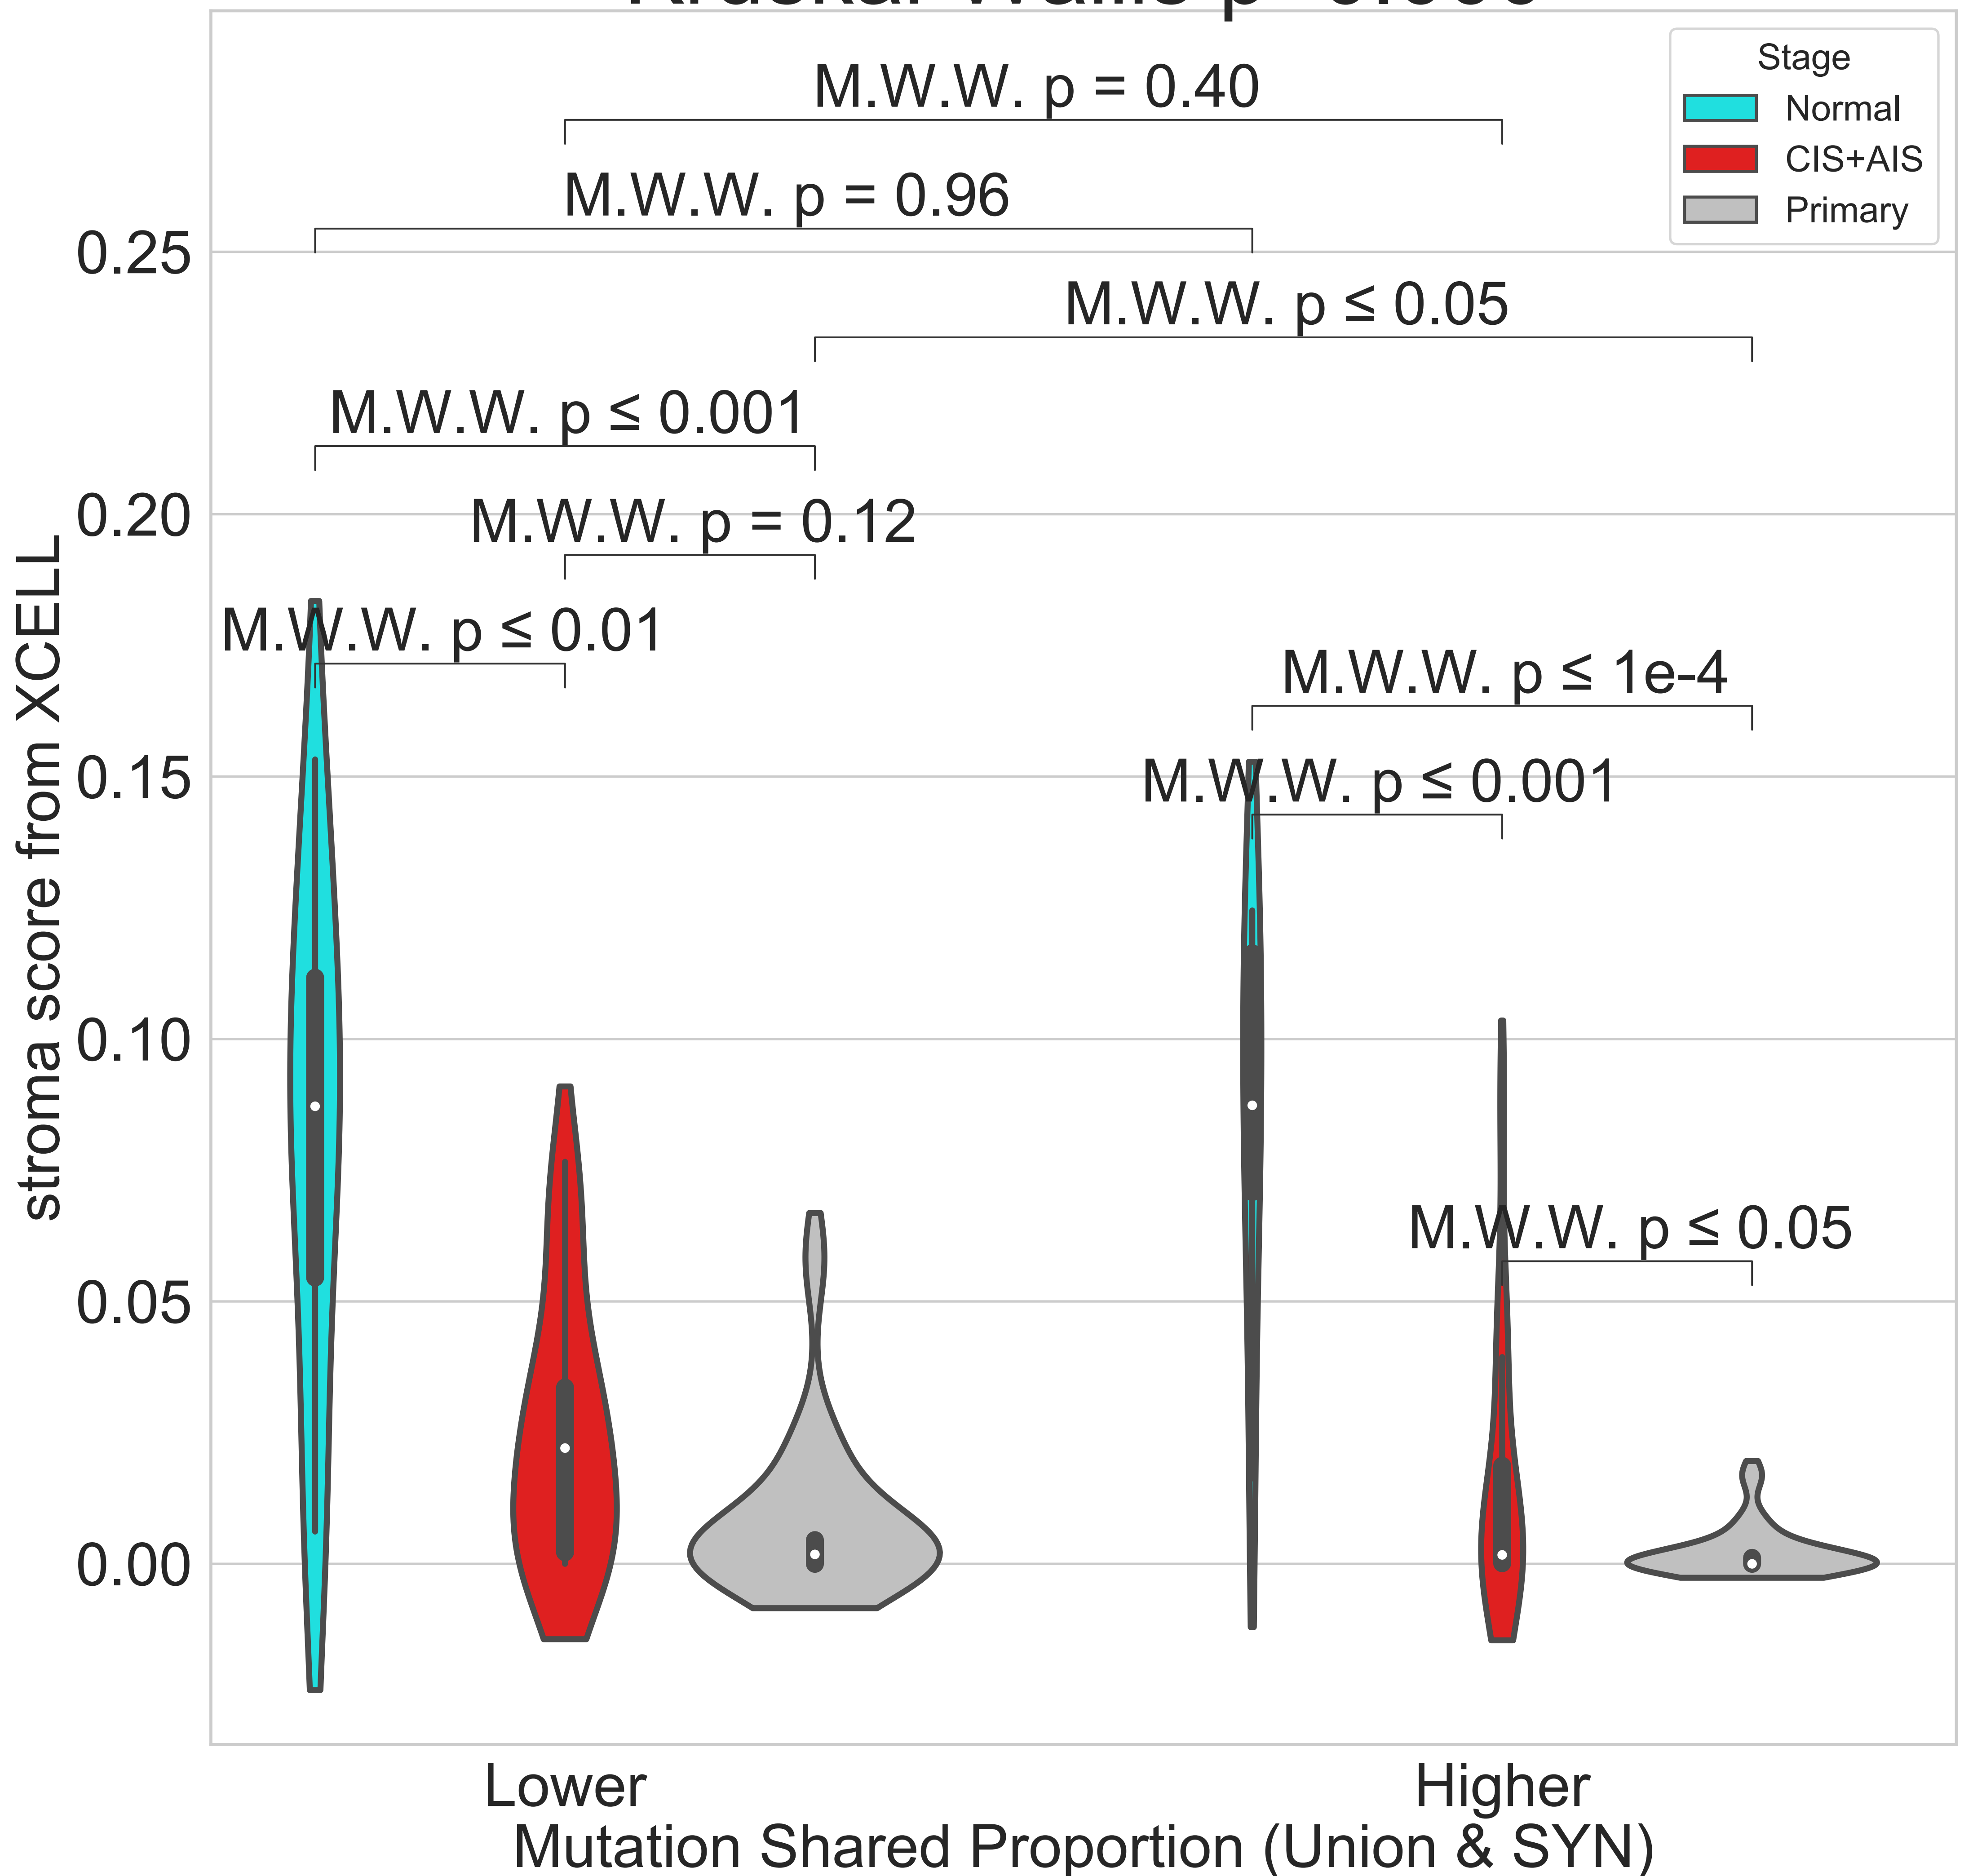 Stage
Normal
CIS+AIS
Primary
M.W.W. p = 0.40
M.W.W. p = 0.96
M.W.W. p ≤ 0.05
M.W.W. p ≤ 0.001
M.W.W. p = 0.12
M.W.W. p ≤ 0.01
M.W.W. p ≤ 1e-4
M.W.W. p ≤ 0.001
M.W.W. p ≤ 0.05
stroma score from XCELL
0.25
0.20
0.15
0.10
0.05
0.00
Lower
Higher
Mutation Shared Proportion (Union & SYN)